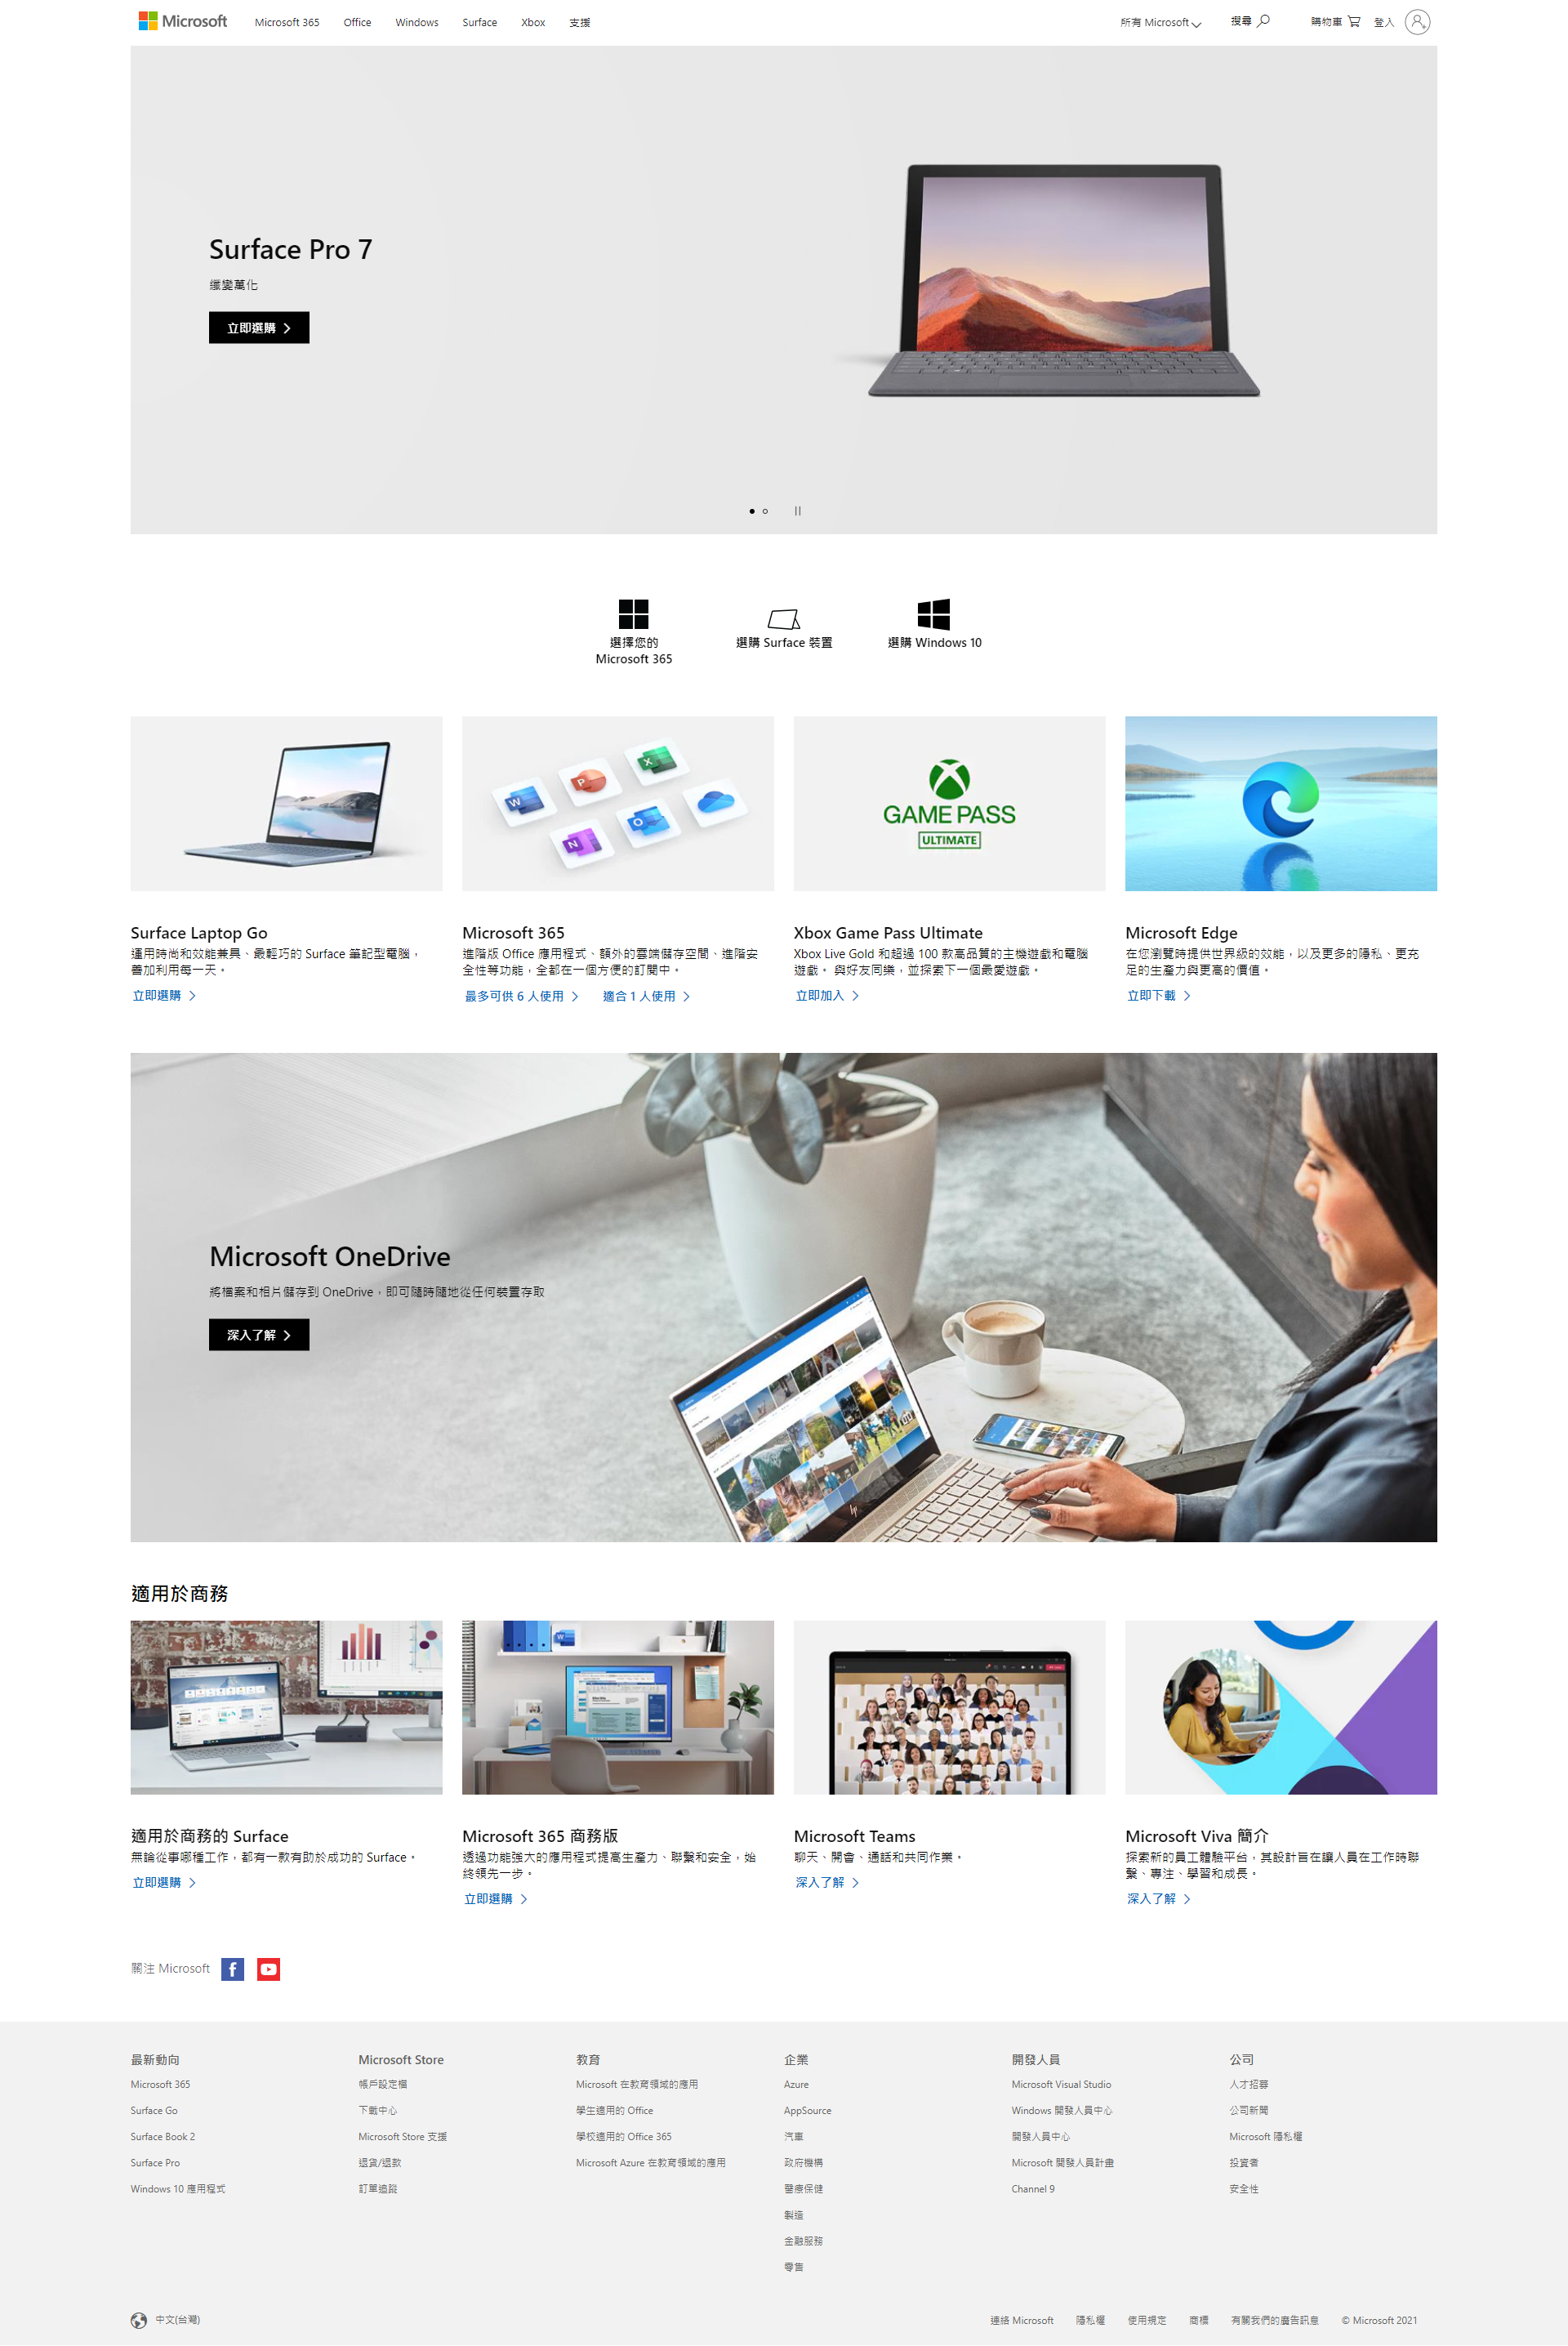 Microsoft
Microsoft 365
Office
Windows
Surface
Xbox
支援
所有 Microsoft
搜尋
購物車
登入
Surface Pro 7
纖變萬化
立即選購
選擇您的
Microsoft 365
選購 Surface 裝置
選購 Windows 10
GAME PASS
ULTIMATE
Surface Laptop Go
運用時尚和效能兼具、最輕巧的 Surface 筆記型電腦，
善加利用每一天。
立即選購
Microsoft 365
進階版 Office 應用程式、額外的雲端儲存空間、進階安
全性等功能，全都在一個方便的訂閱中。
最多可供 6 人使用
適合 1 人使用
Xbox Game Pass Ultimate
Xbox Live Gold 和超過 100 款高品質的主機遊戲和電腦
遊戲。 與好友同樂，並探索下一個最愛遊戲。
立即加入
Microsoft Edge
在您瀏覽時提供世界級的效能，以及更多的隱私、更充
足的生產力與更高的價值。
立即下載
Microsoft OneDrive
將檔案和相片儲存到 OneDrive，即可隨時隨地從任何裝置存取
深入了解
適用於商務
適用於商務的 Surface
無論從事哪種工作，都有一款有助於成功的 Surface。
立即選購
Microsoft 365 商務版
透過功能強大的應用程式提高生產力、聯繫和安全，始
終領先一步。
立即選購
Microsoft Teams
聊天、開會、通話和共同作業。
深入了解
Microsoft Viva 簡介
探索新的員工體驗平台，其設計旨在讓人員在工作時聯
繫、專注、學習和成長。
深入了解
關注 Microsoft
最新動向
Microsoft 365
Surface Go
Surface Book 2
Surface Pro
Windows 10 應用程式
Microsoft Store
帳戶設定檔
下載中心
Microsoft Store 支援
退貨/退款
訂單追蹤
教育
Microsoft 在教育領域的應用
學生適用的 Office
學校適用的 Office 365
Microsoft Azure 在教育領域的應用
企業
Azure
AppSource
汽車
政府機構
醫療保健
製造
金融服務
零售
開發人員
Microsoft Visual Studio
Windows 開發人員中心
開發人員中心
Microsoft 開發人員計畫
Channel 9
公司
人才招募
公司新聞
Microsoft 隱私權
投資者
安全性
中文(台灣)
連絡 Microsoft
隱私權
使用規定
商標
有關我們的廣告訊息
© Microsoft 2021